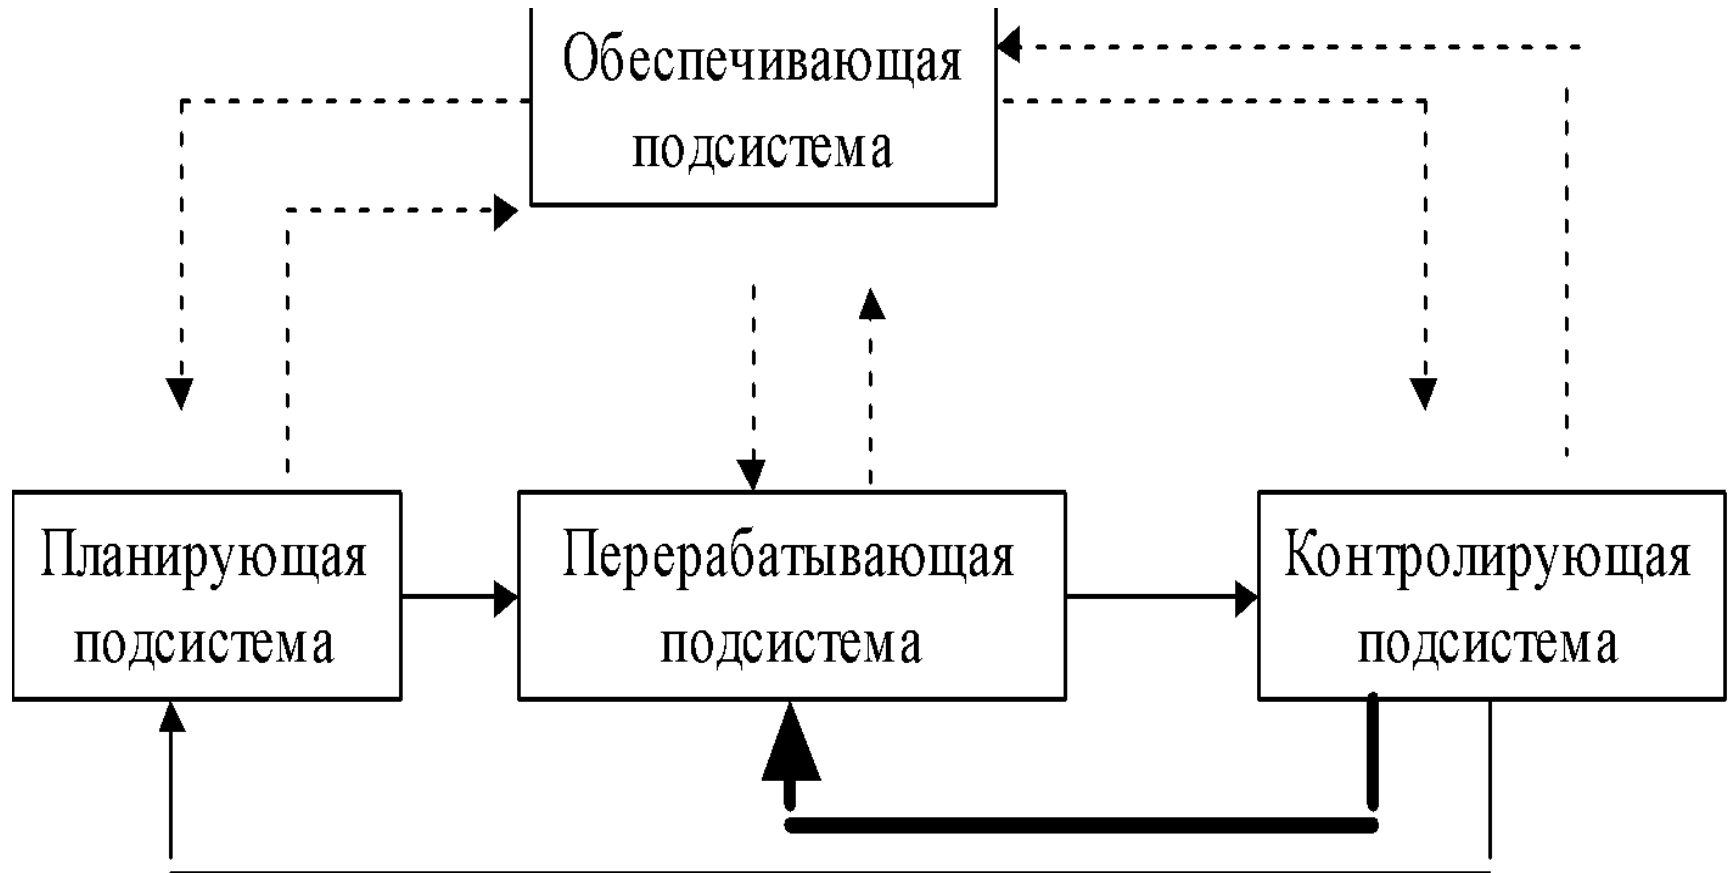 Обеспечивающая
подсистема
Планирующая
подсистема
Перерабатывающая
подсистема
Контролирующая
подсистема